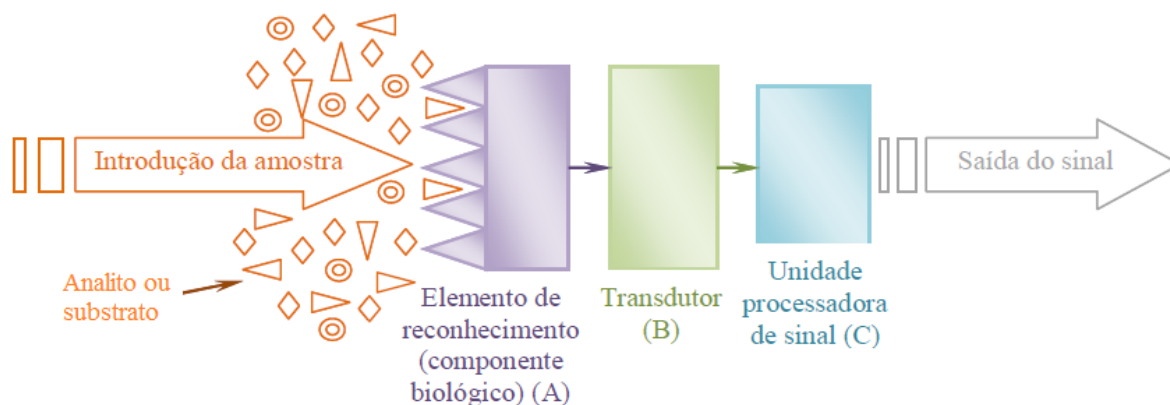 Introdução da amostra
Saída do sinal
Analito ou
substrato
Elemento de
reconhecimento
(componente
biológico) (A)
Transdutor
(B)
Unidade
processadora
de sinal (C)